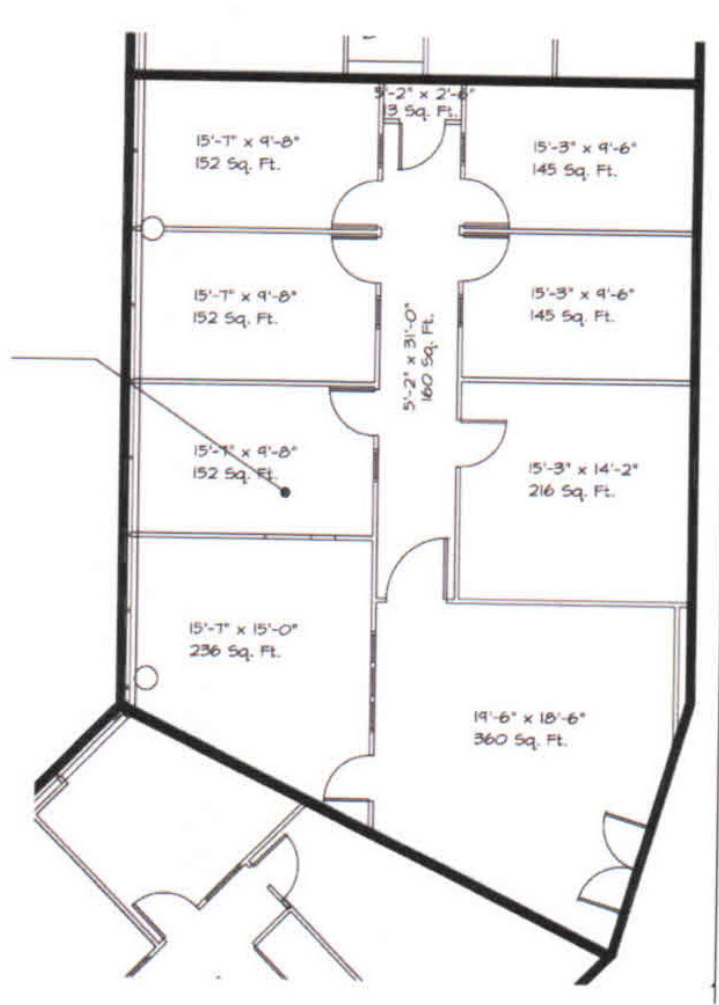 5'-2" x 2'-6"
13 Sq. Ft.
15'-7" x 9'-8"
152 Sq. Ft.
15'-3" x 9'-6"
145 Sq. Ft.
15'-7" x 9'-8"
152 Sq. Ft.
15'-3" x 9'-6"
145 Sq. Ft.
5'-2" x 31'-0"
160 Sq. Ft.
15'-7" x 9'-8"
152 Sq. Ft.
15'-3" x 14'-2"
216 Sq. Ft.
15'-7" x 15'-0"
236 Sq. Ft.
19'-6" x 18'-6"
360 Sq. Ft.